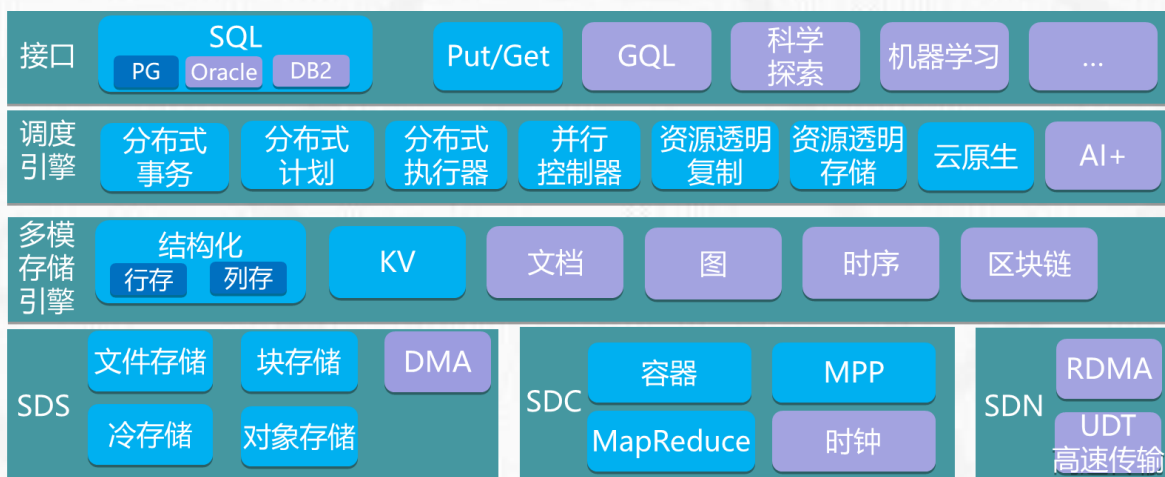 接口
SQL
PG Oracle DB2
Put/Get
GQL
科学
探索
机器学习
...
调度
引擎
分布式
事务
分布式
计划
分布式
执行器
并行
控制器
资源透明
复制
资源透明
存储
云原生
AI+
多模
存储
引擎
结构化
行存 列存
KV
文档
图
时序
区块链
SDS
文件存储
块存储
DMA
冷存储
对象存储
SDC
容器
MPP
MapReduce
时钟
SDN
RDMA
UDT
高速传输